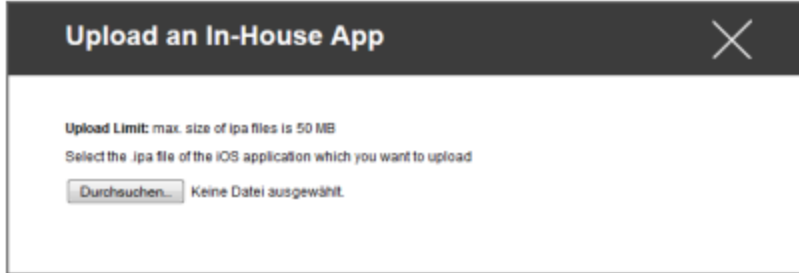 Upload an In-House App
Upload Limit: max. size of ipa files is 50 MB
Select the .ipa file of the iOS application which you want to upload
Durchsuchen... Keine Datei ausgewählt.